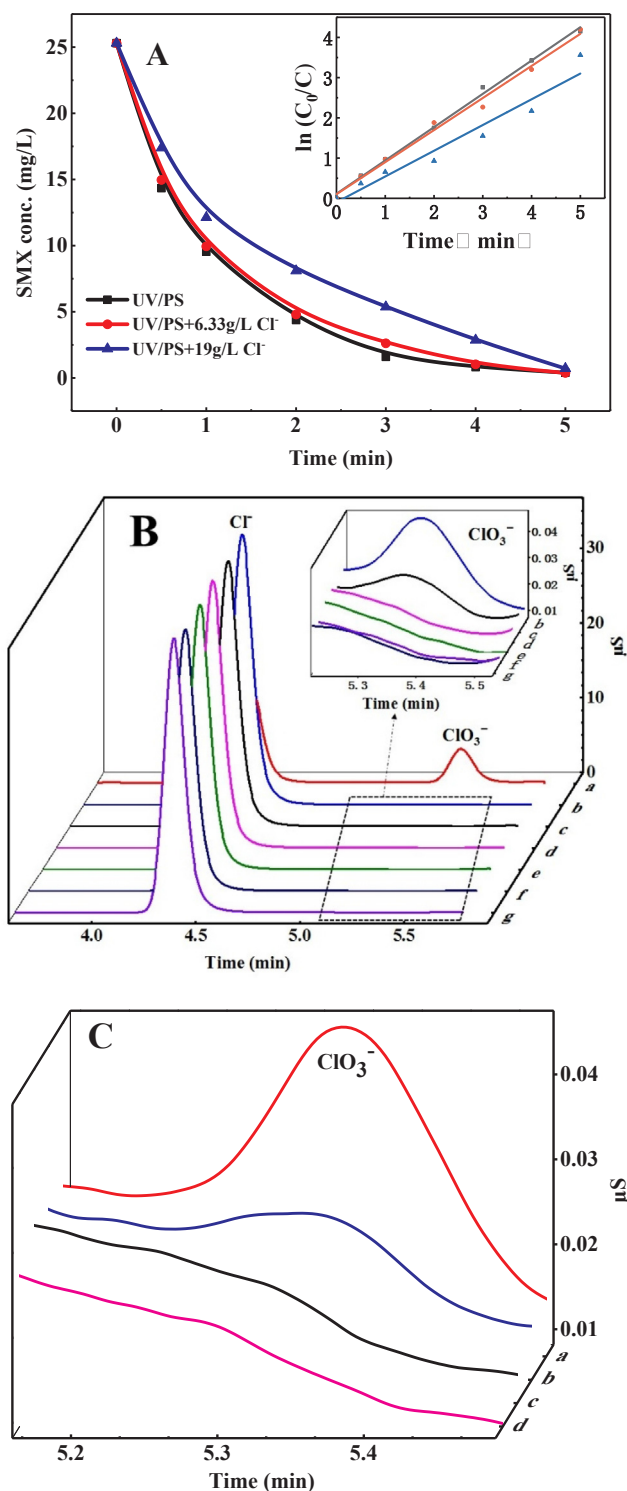 A
SMX conc. (mg/L)
25
20
15
10
5
0
UV/PS
UV/PS+6.33g/L Cl⁻
UV/PS+19g/L Cl⁻
0 1 2 3 4 5
Time (min)
ln (C₀/C)
4
3
2
1
0
0 1 2 3 4 5
Time□ min□
B
Cl⁻
ClO₃⁻
0.04
0.03
0.02
0.01
µS
b
c
d
e
f
g
5.3 5.4 5.5
Time (min)
ClO₃⁻
30
20
10
0
µS
a
b
c
d
e
f
g
4.0 4.5 5.0 5.5
Time (min)
C
ClO₃⁻
0.04
0.03
0.02
0.01
µS
a
b
c
d
5.2 5.3 5.4
Time (min)